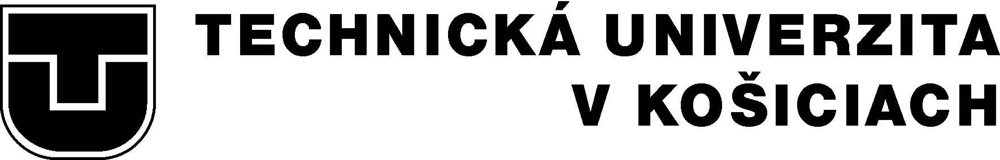 TECHNICKÁ UNIVERZITA
V KOŠICIACH